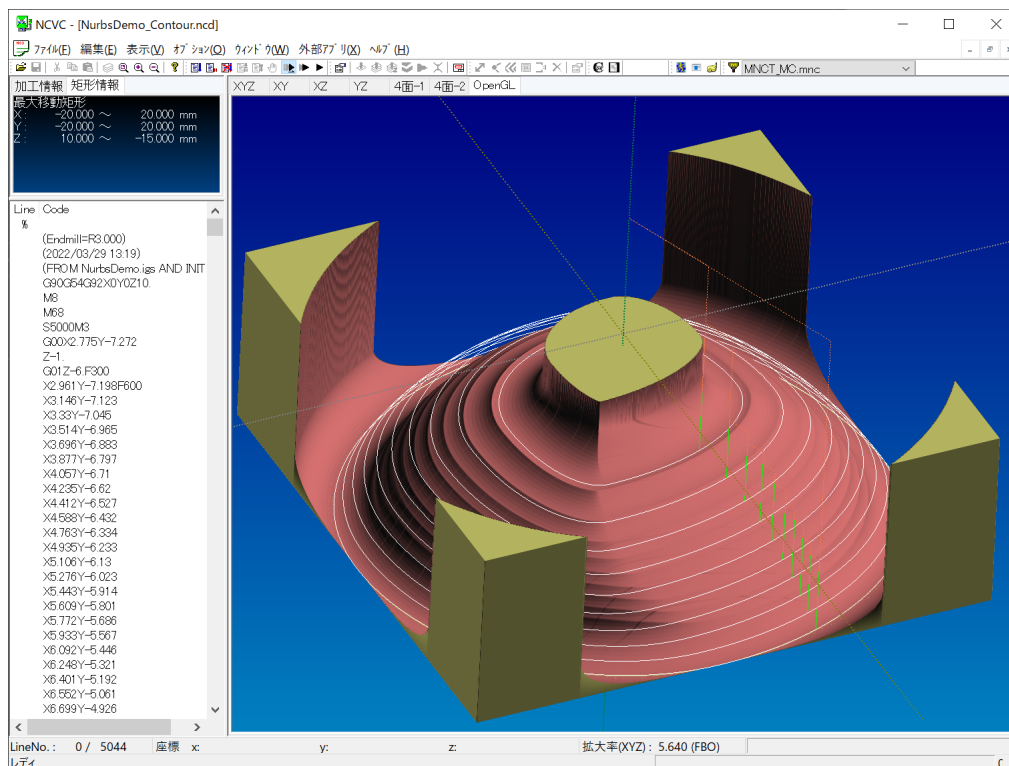 NCVC - [NurbsDemo_Contour.ncd]
ファイル(F) 編集(E) 表示(V) オプション(O) ウィンドウ(W) 外部アプリ(X) ヘルプ(H)
MNCT_MC.mnc
加工情報 矩形情報
XYZ XY XZ YZ 4面-1 4面-2 OpenGL
最大移動矩形
X : -20.000 ～ 20.000 mm
Y : -20.000 ～ 20.000 mm
Z : 10.000 ～ -15.000 mm
Line Code
%
(Endmill=R3.000)
(2022/03/29 13:19)
(FROM NurbsDemo.igs AND INIT
G90G54G92X0Y0Z10.
M8
M68
S5000M3
G00X2.775Y-7.272
Z-1.
G01Z-6.F300
X2.961Y-7.198F600
X3.146Y-7.123
X3.33Y-7.045
X3.514Y-6.965
X3.696Y-6.883
X3.877Y-6.797
X4.057Y-6.71
X4.235Y-6.62
X4.412Y-6.527
X4.588Y-6.432
X4.763Y-6.334
X4.935Y-6.233
X5.106Y-6.13
X5.276Y-6.023
X5.443Y-5.914
X5.609Y-5.801
X5.772Y-5.686
X5.933Y-5.567
X6.092Y-5.446
X6.248Y-5.321
X6.401Y-5.192
X6.552Y-5.061
X6.699Y-4.926
LineNo. : 0 / 5044 座標 x: y: z: 拡大率(XYZ) : 5.640 (FBO)
レディ